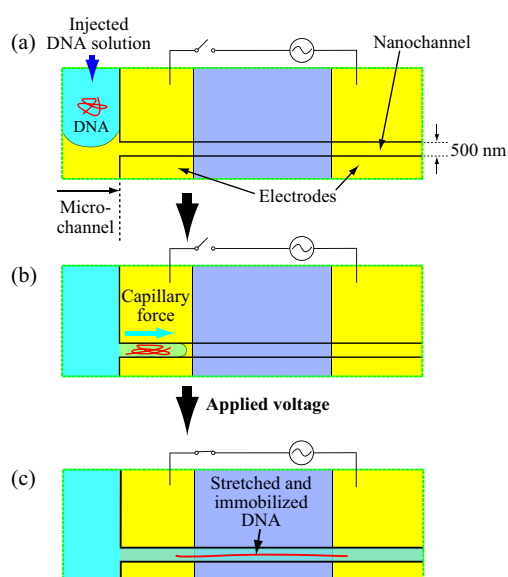 (a)
Injected
DNA solution
Nanochannel
DNA
500 nm
Electrodes
Micro-
channel
(b)
Capillary
force
Applied voltage
(c)
Stretched and
immobilized
DNA